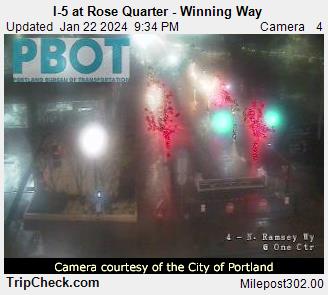 I-5 at Rose Quarter - Winning Way
Updated Jan 22 2024 9:34 PM Camera 4
PBOT
PORTLAND BUREAU OF TRANSPORTATION
4 - N. Ramsey Wy
@ One Ctr
Camera courtesy of the City of Portland
TripCheck.com Milepost302.00